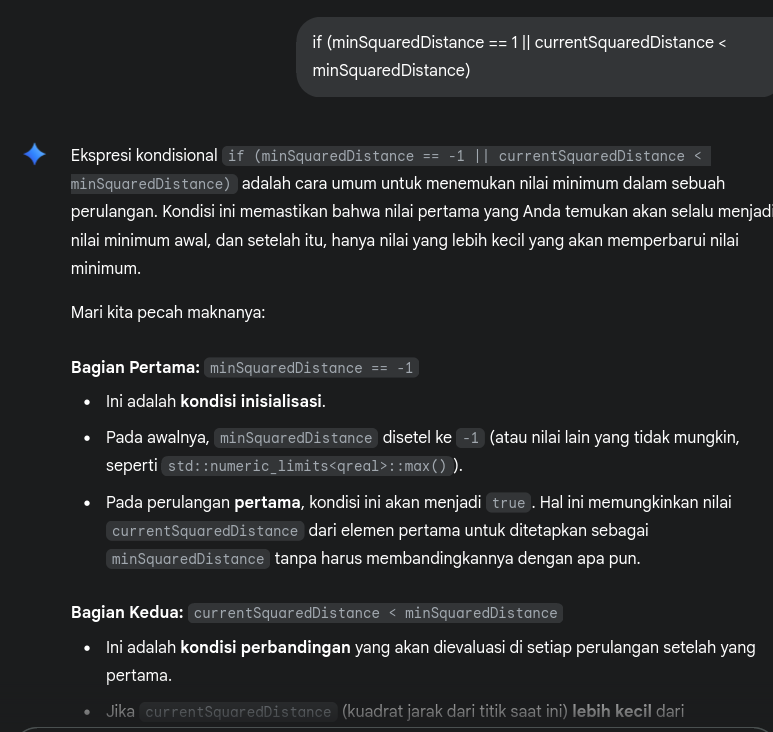 if (minSquaredDistance == 1 || currentSquaredDistance <
minSquaredDistance)
Ekspresi kondisional if (minSquaredDistance == -1 || currentSquaredDistance <
minSquaredDistance) adalah cara umum untuk menemukan nilai minimum dalam sebuah
perulangan. Kondisi ini memastikan bahwa nilai pertama yang Anda temukan akan selalu menjadi
nilai minimum awal, dan setelah itu, hanya nilai yang lebih kecil yang akan memperbarui nilai
minimum.
Mari kita pecah maknanya:
Bagian Pertama: minSquaredDistance == -1
• Ini adalah kondisi inisialisasi.
• Pada awalnya, minSquaredDistance disetel ke -1 (atau nilai lain yang tidak mungkin,
seperti std::numeric_limits<qreal>::max()).
• Pada perulangan pertama, kondisi ini akan menjadi true. Hal ini memungkinkan nilai
currentSquaredDistance dari elemen pertama untuk ditetapkan sebagai
minSquaredDistance tanpa harus membandingkannya dengan apa pun.
Bagian Kedua: currentSquaredDistance < minSquaredDistance
• Ini adalah kondisi perbandingan yang akan dievaluasi di setiap perulangan setelah yang
pertama.
• Jika currentSquaredDistance (kuadrat jarak dari titik saat ini) lebih kecil dari